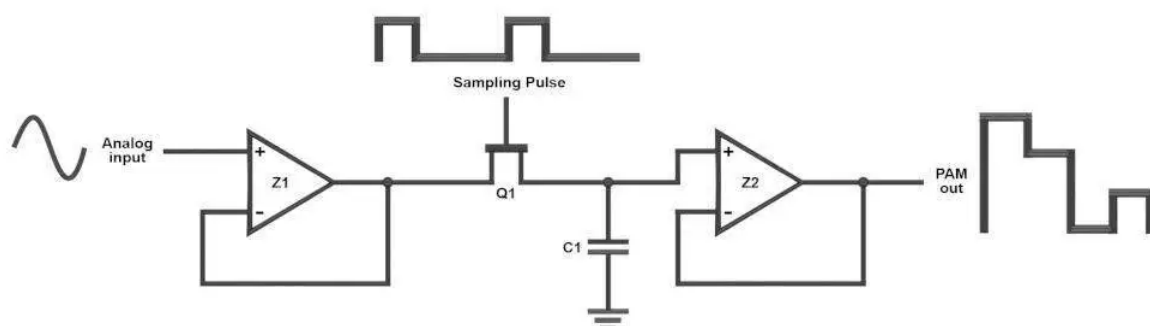 Sampling Pulse
Analog
input
+
Z1
-
Q1
C1
+
Z2
-
PAM
out